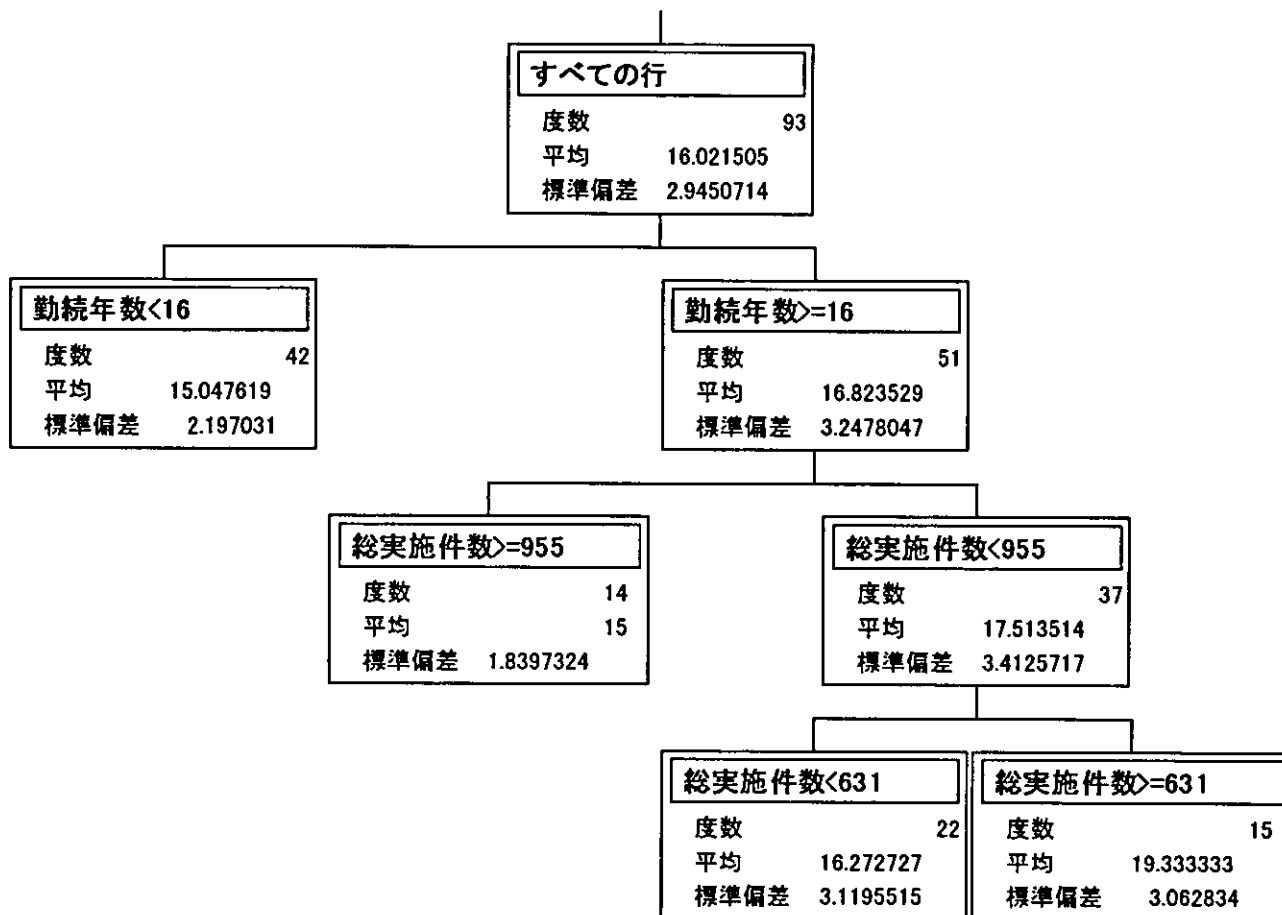 すべての行
度数 93
平均 16.021505
標準偏差 2.9450714
勤続年数<16
度数 42
平均 15.047619
標準偏差 2.197031
勤続年数>=16
度数 51
平均 16.823529
標準偏差 3.2478047
総実施件数>=955
度数 14
平均 15
標準偏差 1.8397324
総実施件数<955
度数 37
平均 17.513514
標準偏差 3.4125717
総実施件数<631
度数 22
平均 16.272727
標準偏差 3.1195515
総実施件数>=631
度数 15
平均 19.333333
標準偏差 3.062834